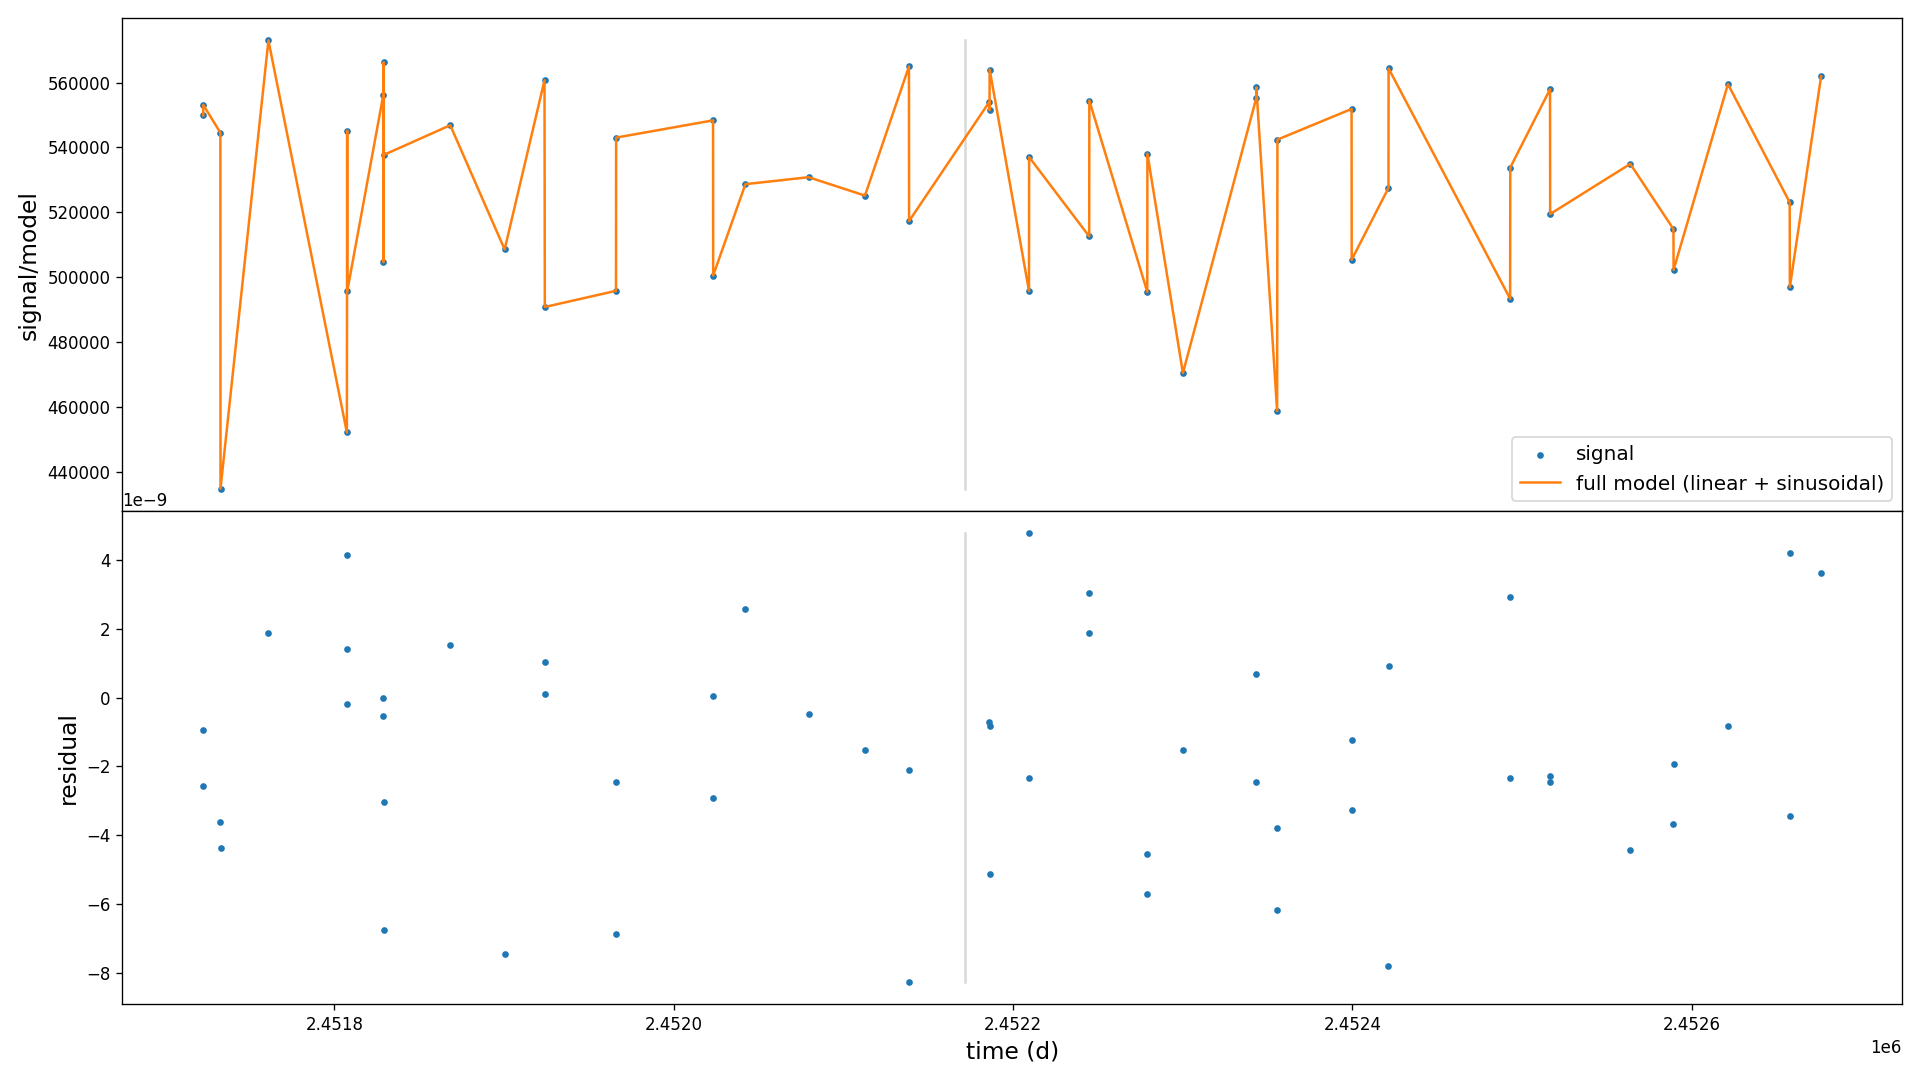 signal/model
560000
540000
520000
500000
480000
460000
440000
signal
full model (linear + sinusoidal)
1e−9
residual
4
2
0
−2
−4
−6
−8
2.4518
2.4520
2.4522
2.4524
2.4526
time (d)
1e6